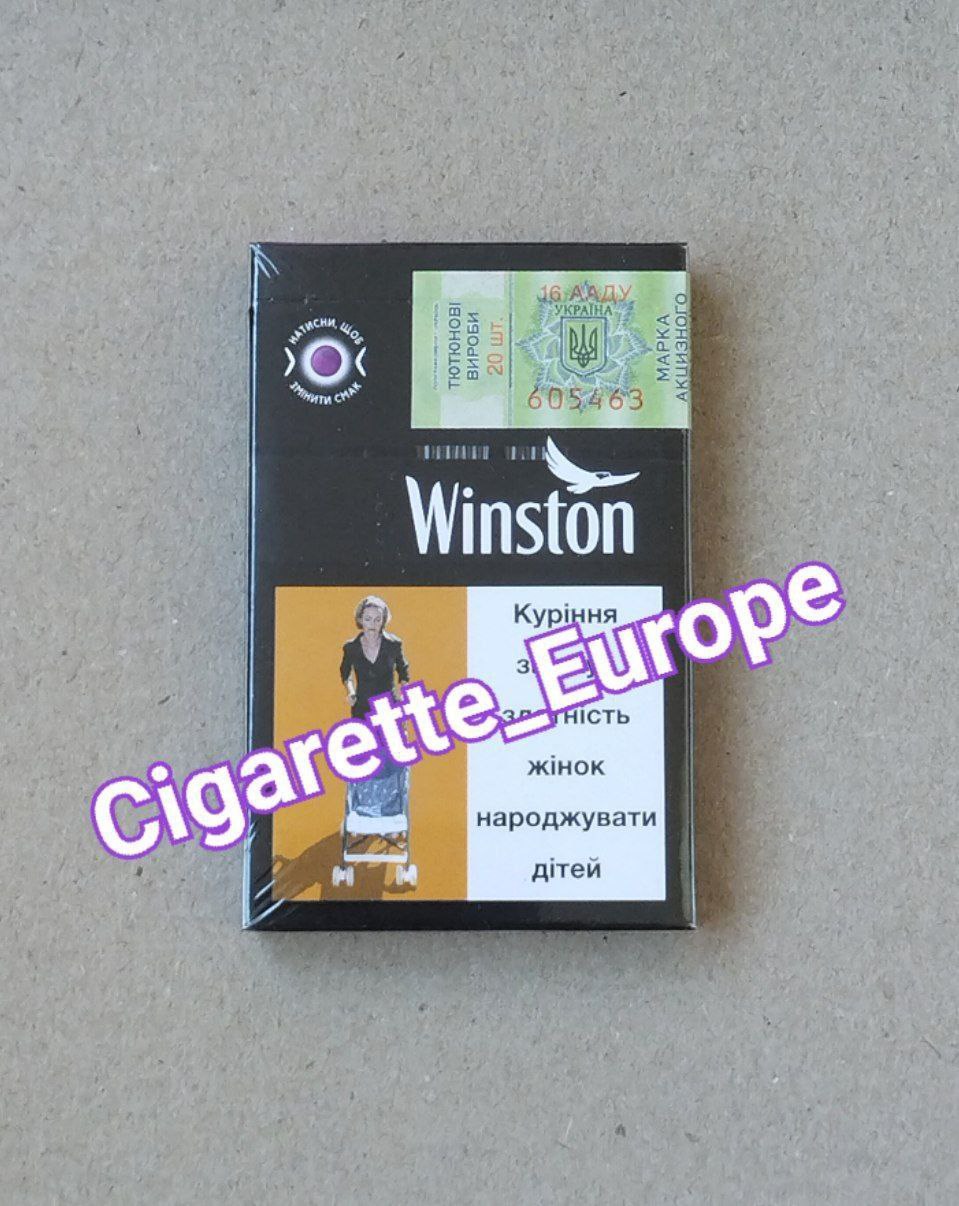 НАТИСНИ, ЩОБ
ЗМІНИТИ СМАК
ТЮТЮНОВІ
ВИРОБИ
20 ШТ.
16 ААДУ
УКРАЇНА
605463
МАРКА
АКЦИЗНОГО
Winston
Куріння
жінок
народжувати
дітей
Cigarette_Europe